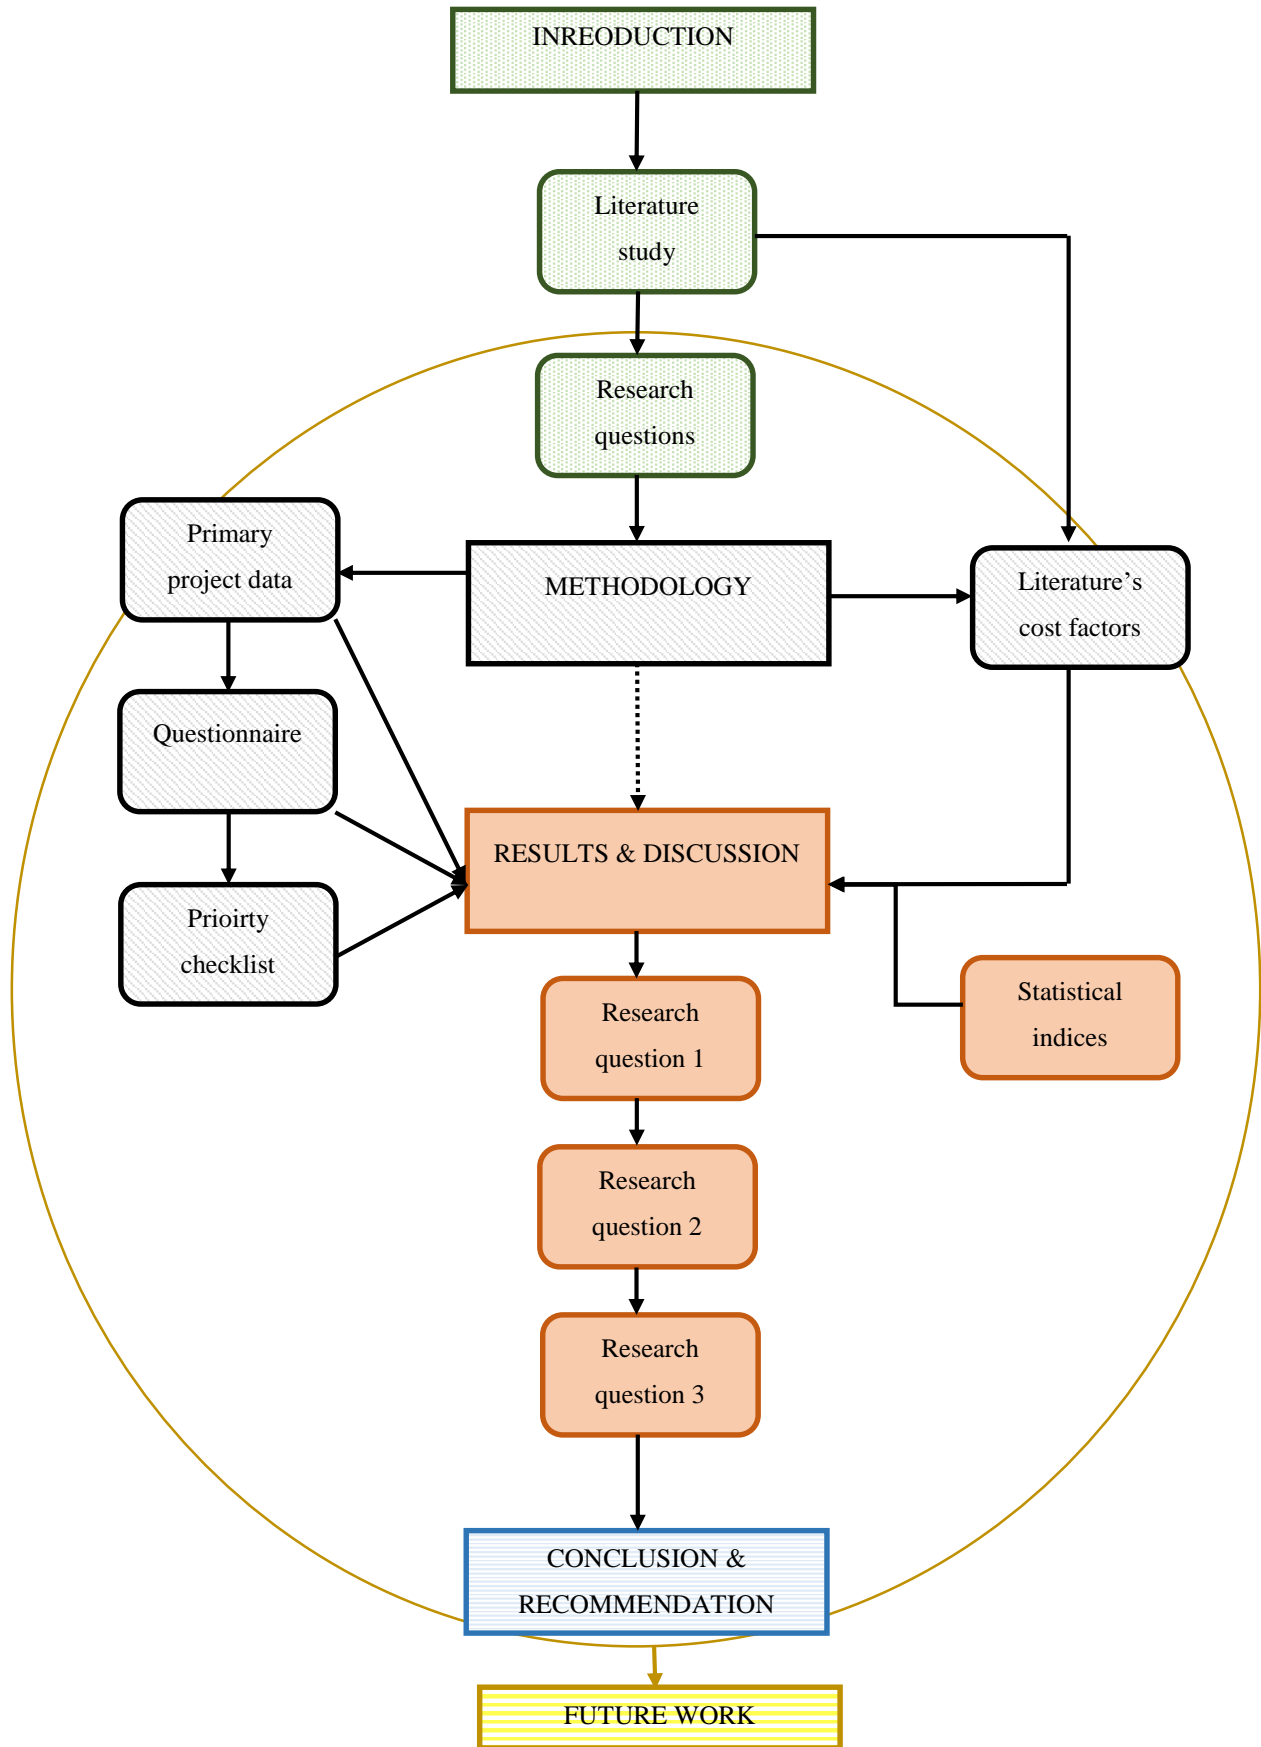 INREODUCTION
Literature
study
Research
questions
Primary
project data
METHODOLOGY
Literature’s
cost factors
Questionnaire
RESULTS & DISCUSSION
Prioirty
checklist
Research
question 1
Statistical
indices
Research
question 2
Research
question 3
CONCLUSION &
RECOMMENDATION
FUTURE WORK